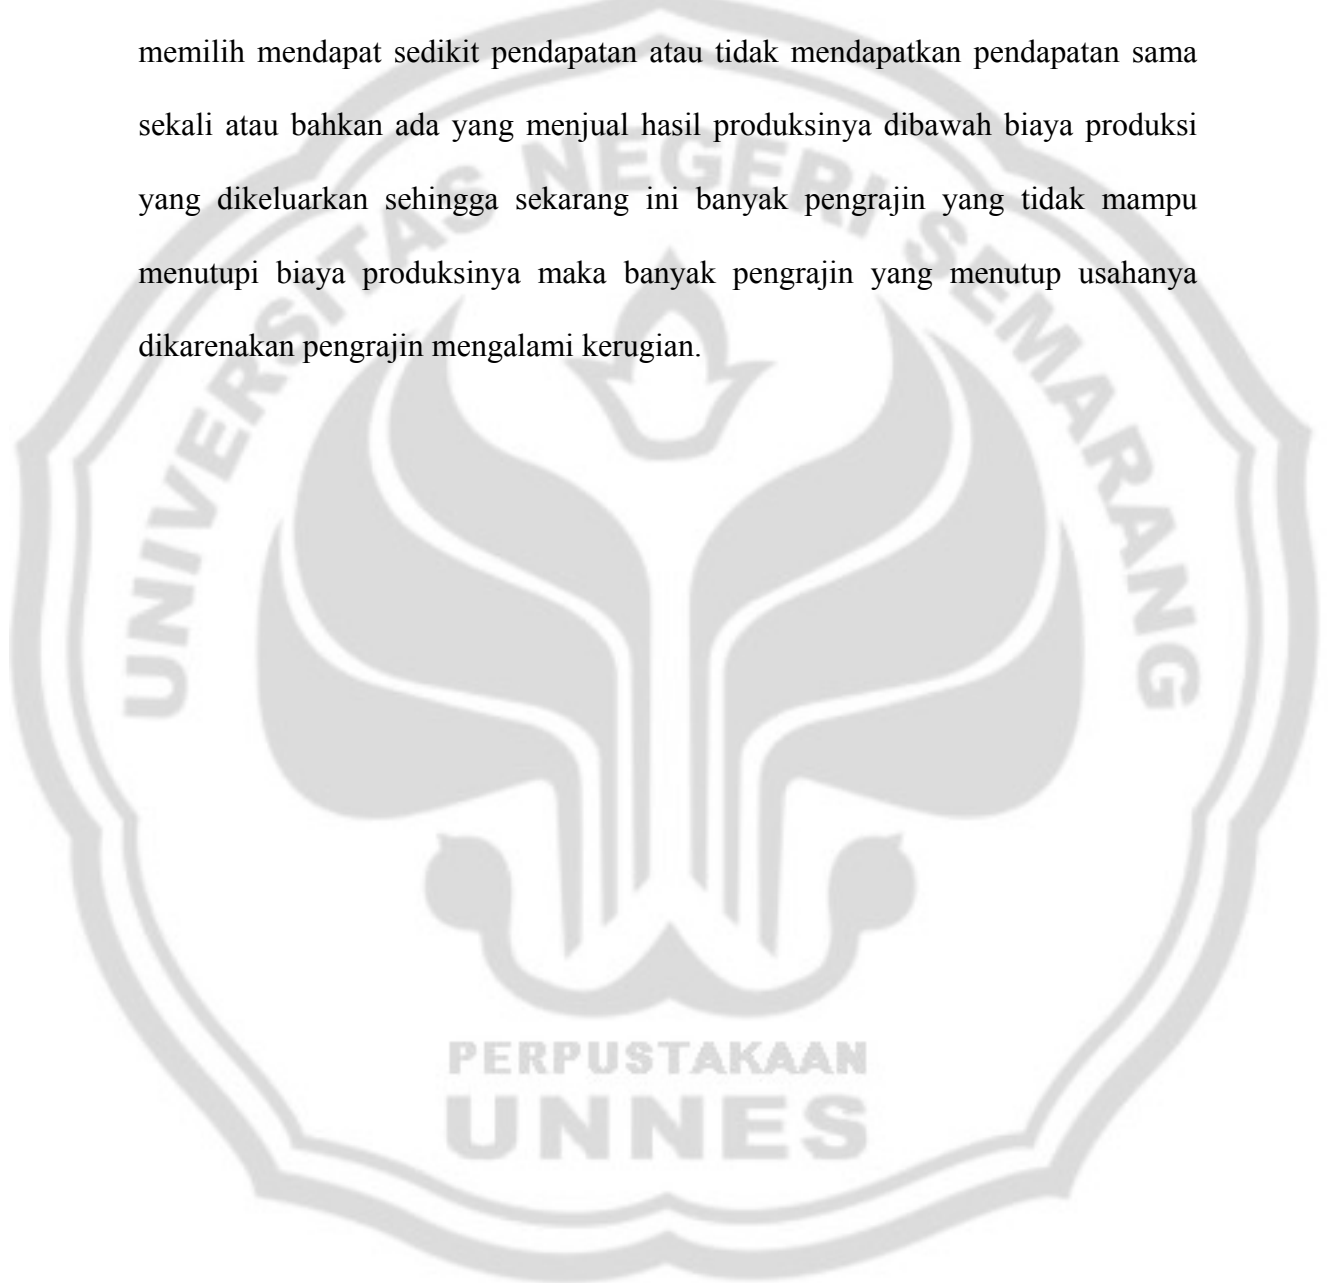 memilih mendapat sedikit pendapatan atau tidak mendapatkan pendapatan sama
sekali atau bahkan ada yang menjual hasil produksinya dibawah biaya produksi
yang dikeluarkan sehingga sekarang ini banyak pengrajin yang tidak mampu
menutupi biaya produksinya maka banyak pengrajin yang menutup usahanya
dikarenakan pengrajin mengalami kerugian.
UNIVERSITAS NEGERI SEMARANG
PERPUSTAKAAN
UNNES